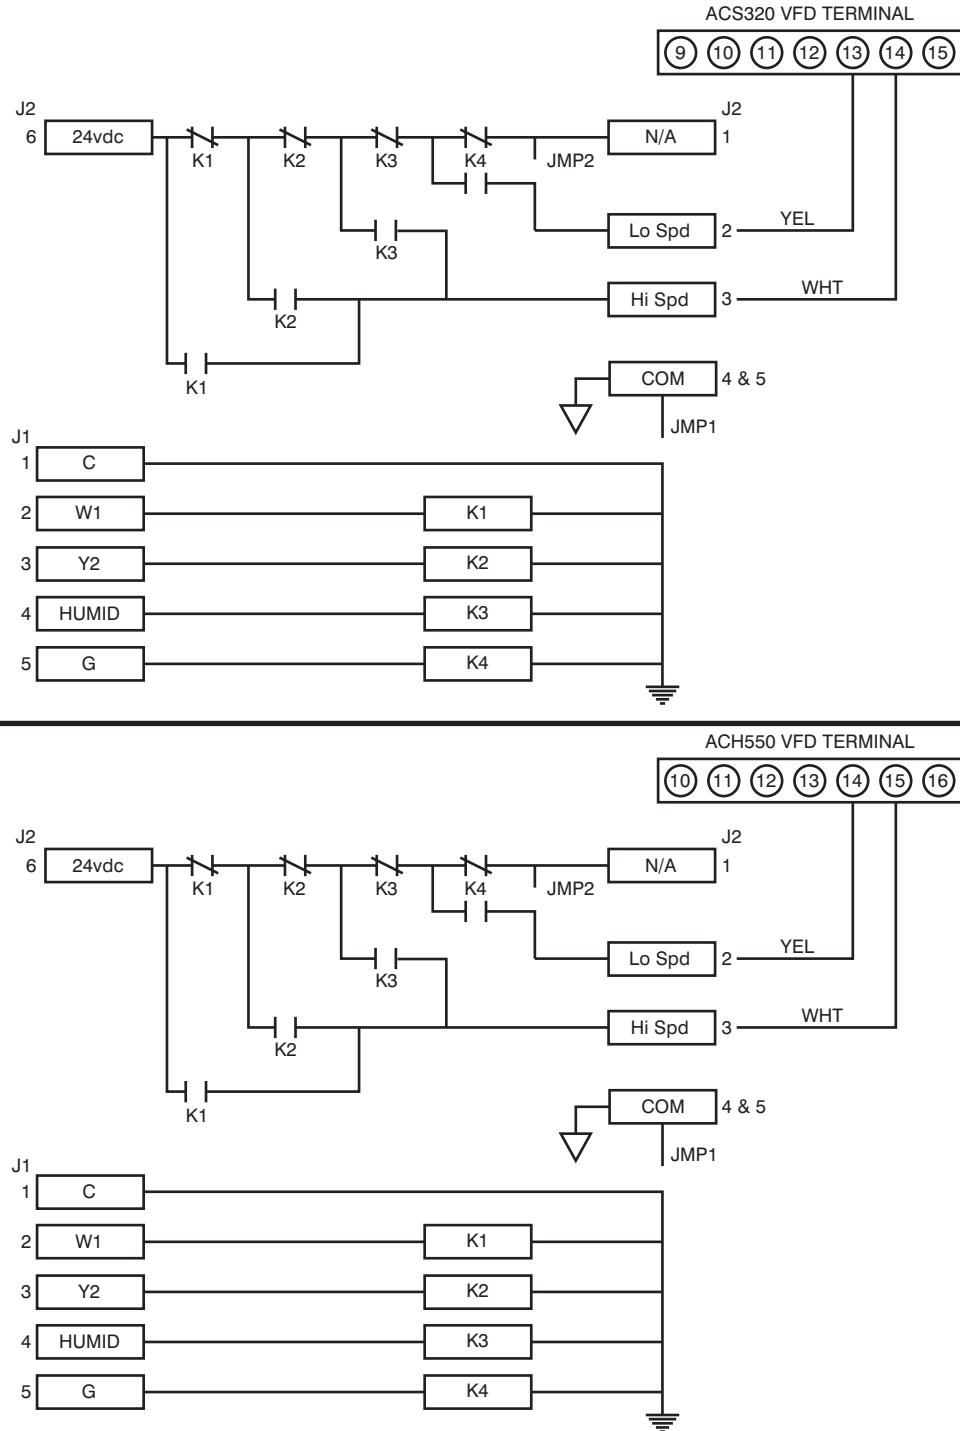 ACS320 VFD TERMINAL
9 10 11 12 13 14 15
J2 J2
6 24vdc K1 K2 K3 K4 JMP2 N/A 1
Lo Spd 2 YEL
K3
Hi Spd 3 WHT
K2
K1
COM 4 & 5
JMP1
J1
1 C
2 W1 K1
3 Y2 K2
4 HUMID K3
5 G K4
ACH550 VFD TERMINAL
10 11 12 13 14 15 16
J2 J2
6 24vdc K1 K2 K3 K4 JMP2 N/A 1
Lo Spd 2 YEL
K3
Hi Spd 3 WHT
K2
K1
COM 4 & 5
JMP1
J1
1 C
2 W1 K1
3 Y2 K2
4 HUMID K3
5 G K4